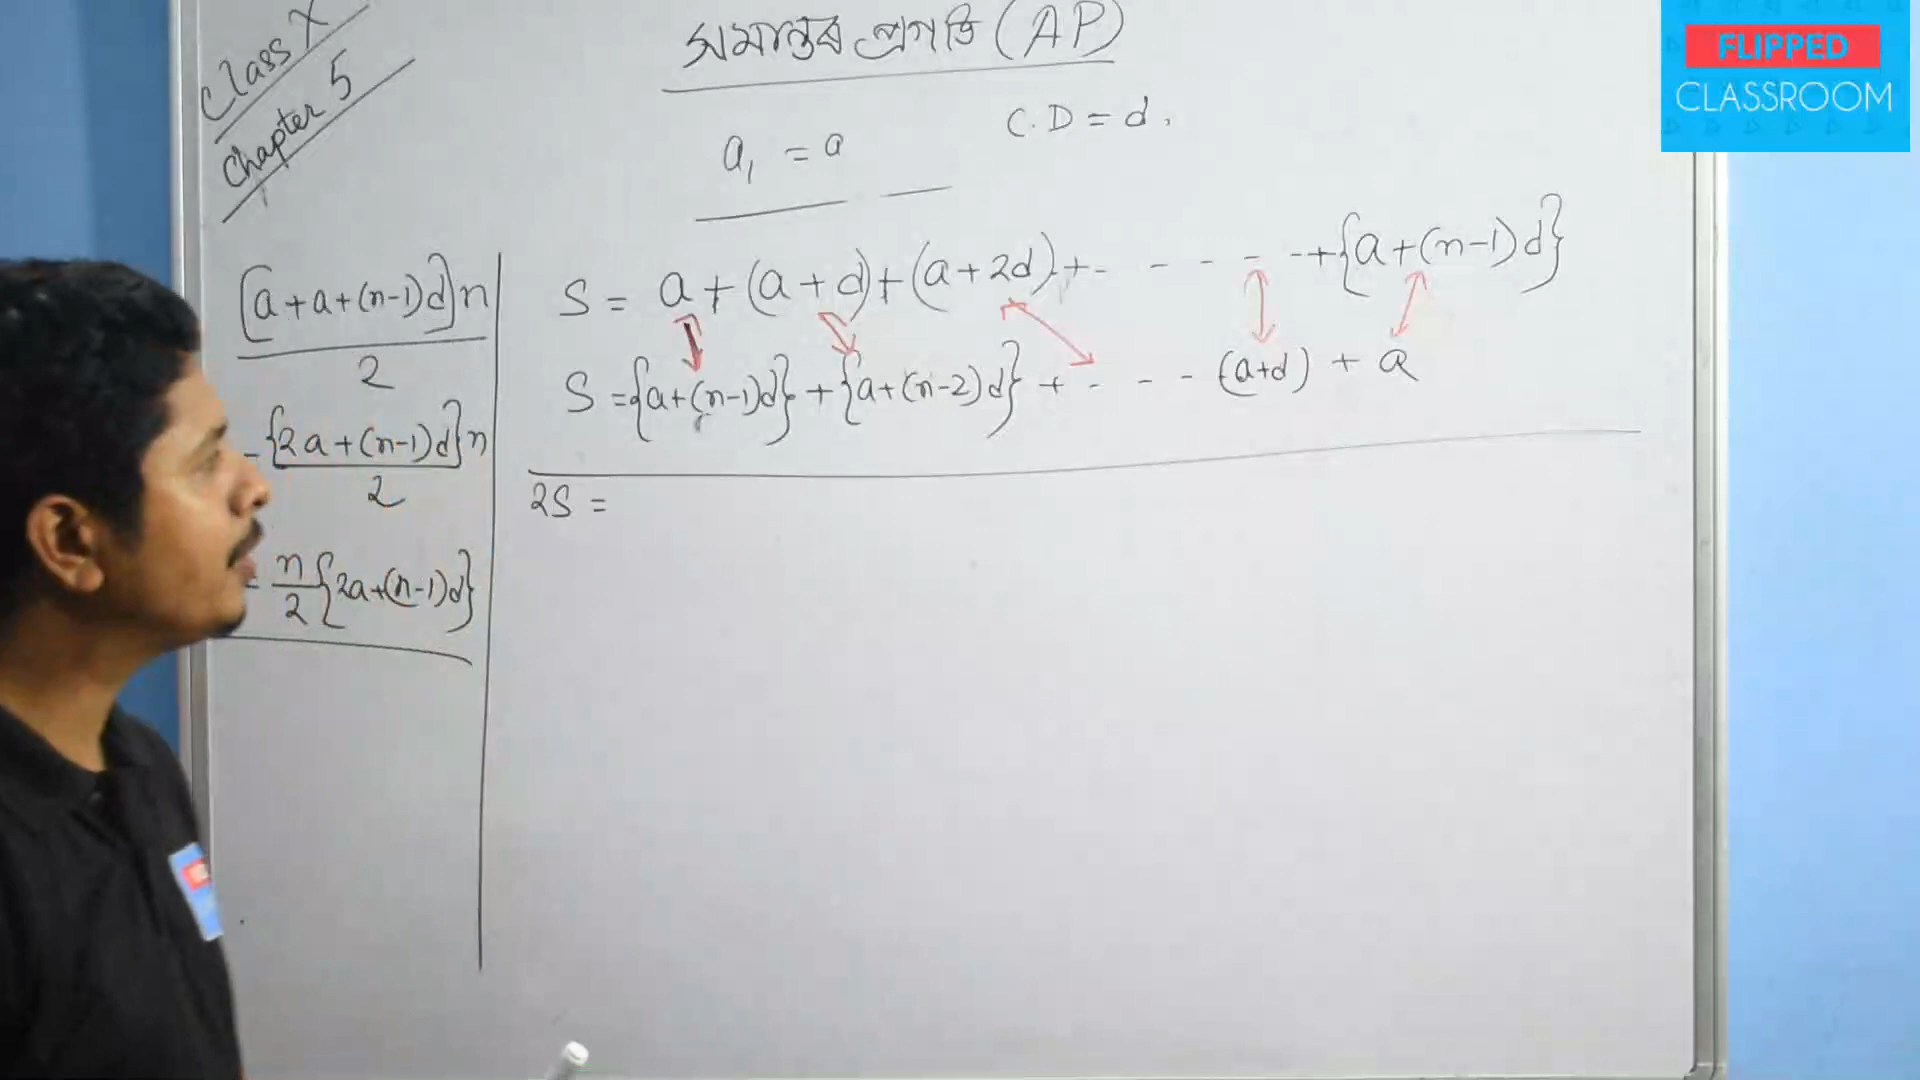 Class X
Chapter 5
সমান্তৰ প্ৰগতি (AP)
a₁ = a
C.D = d.
[a+a+(n-1)d]n
2
= {2a+(n-1)d}n
2
= n/2 {2a+(n-1)d}
S = a + (a+d) + (a+2d) + - - - - - + {a+(n-1)d}
S = {a+(n-1)d} + {a+(n-2)d} + - - - (a+d) + a
2S =
FLIPPED
CLASSROOM